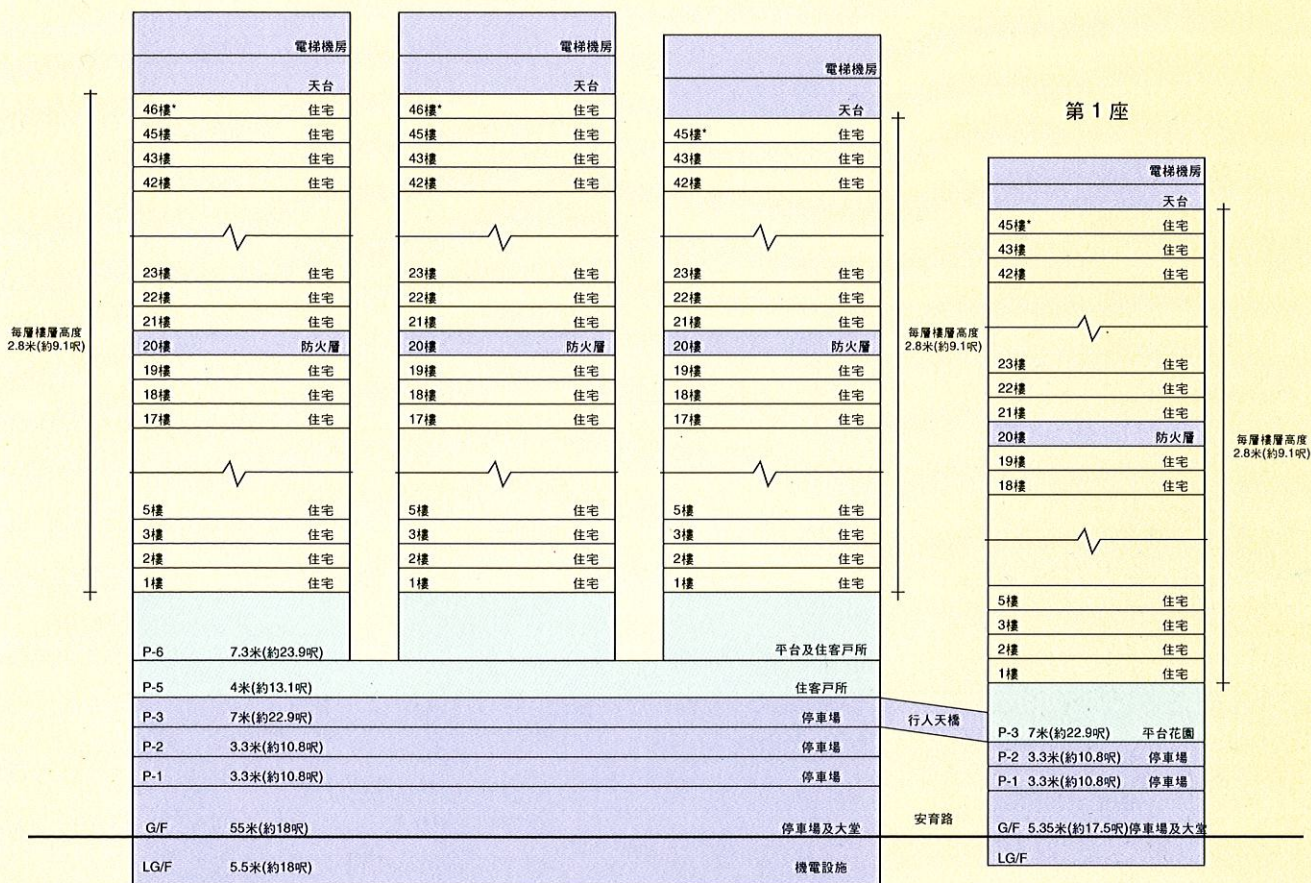 電梯機房
天台
46樓* 住宅
45樓 住宅
43樓 住宅
42樓 住宅
23樓 住宅
22樓 住宅
21樓 住宅
20樓 防火層
19樓 住宅
18樓 住宅
17樓 住宅
5樓 住宅
3樓 住宅
2樓 住宅
1樓 住宅
每層樓層高度
2.8米(約9.1呎)
電梯機房
天台
46樓* 住宅
45樓 住宅
43樓 住宅
42樓 住宅
23樓 住宅
22樓 住宅
21樓 住宅
20樓 防火層
19樓 住宅
18樓 住宅
17樓 住宅
5樓 住宅
3樓 住宅
2樓 住宅
1樓 住宅
電梯機房
天台
45樓* 住宅
43樓 住宅
42樓 住宅
23樓 住宅
22樓 住宅
21樓 住宅
20樓 防火層
19樓 住宅
18樓 住宅
17樓 住宅
5樓 住宅
3樓 住宅
2樓 住宅
1樓 住宅
每層樓層高度
2.8米(約9.1呎)
P-6 7.3米(約23.9呎) 平台及住客戶所
P-5 4米(約13.1呎) 住客戶所
P-3 7米(約22.9呎) 停車場
P-2 3.3米(約10.8呎) 停車場
P-1 3.3米(約10.8呎) 停車場
G/F 55米(約18呎) 停車場及大堂
LG/F 5.5米(約18呎) 機電設施
行人天橋
安育路
第1座
電梯機房
天台
45樓* 住宅
43樓 住宅
42樓 住宅
23樓 住宅
22樓 住宅
21樓 住宅
20樓 防火層
19樓 住宅
18樓 住宅
5樓 住宅
3樓 住宅
2樓 住宅
1樓 住宅
每層樓層高度
2.8米(約9.1呎)
P-3 7米(約22.9呎) 平台花園
P-2 3.3米(約10.8呎) 停車場
P-1 3.3米(約10.8呎) 停車場
G/F 5.35米(約17.5呎)停車場及大堂
LG/F